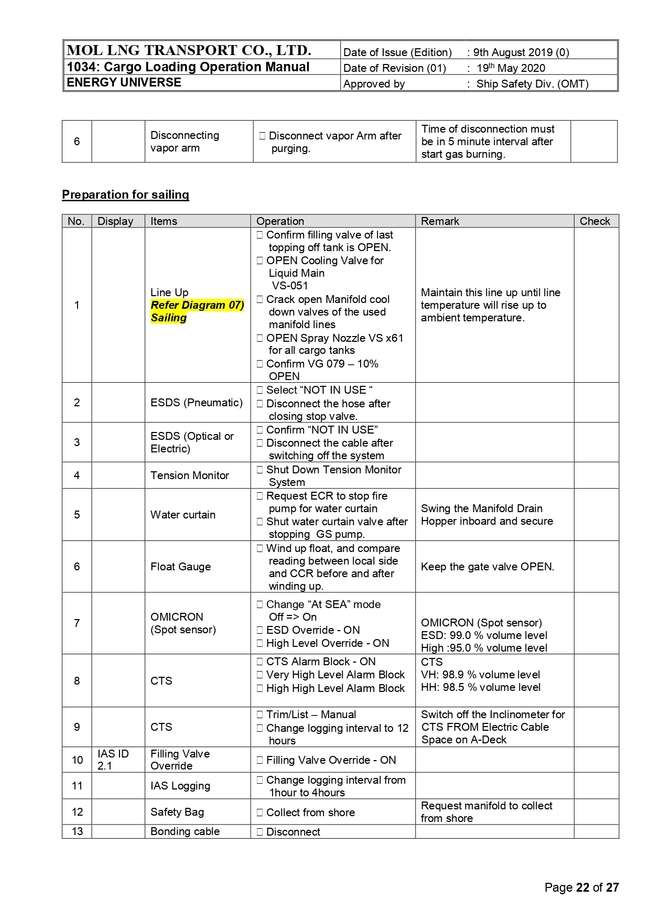 MOL LNG TRANSPORT CO., LTD.
Date of Issue (Edition) : 9th August 2019 (0)
1034: Cargo Loading Operation Manual
Date of Revision (01) : 19th May 2020
ENERGY UNIVERSE
Approved by : Ship Safety Div. (OMT)
6
Disconnecting
vapor arm
□ Disconnect vapor Arm after
purging.
Time of disconnection must
be in 5 minute interval after
start gas burning.
Preparation for sailing
No. Display Items Operation Remark Check
1
Line Up
Refer Diagram 07)
Sailing
□ Confirm filling valve of last
topping off tank is OPEN.
□ OPEN Cooling Valve for
Liquid Main
VS-051
□ Crack open Manifold cool
down valves of the used
manifold lines
□ OPEN Spray Nozzle VS x61
for all cargo tanks
□ Confirm VG 079 – 10%
OPEN
Maintain this line up until line
temperature will rise up to
ambient temperature.
2
ESDS (Pneumatic)
□ Select “NOT IN USE “
□ Disconnect the hose after
closing stop valve.
3
ESDS (Optical or
Electric)
□ Confirm “NOT IN USE”
□ Disconnect the cable after
switching off the system
4
Tension Monitor
□ Shut Down Tension Monitor
System
5
Water curtain
□ Request ECR to stop fire
pump for water curtain
□ Shut water curtain valve after
stopping GS pump.
Swing the Manifold Drain
Hopper inboard and secure
6
Float Gauge
□ Wind up float, and compare
reading between local side
and CCR before and after
winding up.
Keep the gate valve OPEN.
7
OMICRON
(Spot sensor)
□ Change “At SEA” mode
Off => On
□ ESD Override - ON
□ High Level Override - ON
OMICRON (Spot sensor)
ESD: 99.0 % volume level
High :95.0 % volume level
8
CTS
□ CTS Alarm Block - ON
□ Very High Level Alarm Block
□ High High Level Alarm Block
CTS
VH: 98.9 % volume level
HH: 98.5 % volume level
9
CTS
□ Trim/List – Manual
□ Change logging interval to 12
hours
Switch off the Inclinometer for
CTS FROM Electric Cable
Space on A-Deck
10
IAS ID
2.1
Filling Valve
Override
□ Filling Valve Override - ON
11
IAS Logging
□ Change logging interval from
1hour to 4hours
12
Safety Bag
□ Collect from shore
Request manifold to collect
from shore
13
Bonding cable
□ Disconnect
Page 22 of 27